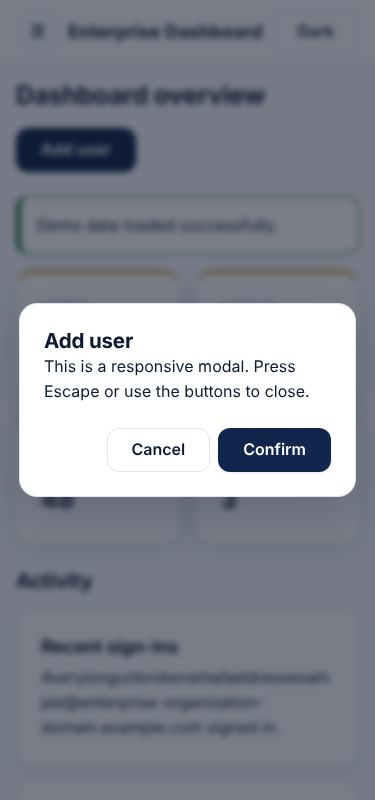 ☰ Enterprise Dashboard Dark
Dashboard overview
Add user
Demo data loaded successfully.
Add user
This is a responsive modal. Press
Escape or use the buttons to close.
Cancel Confirm
48 3
Activity
Recent sign-ins
Averylongunbrokenemailaddressexam
ple@enterprise-organization-
domain.example.com signed in.